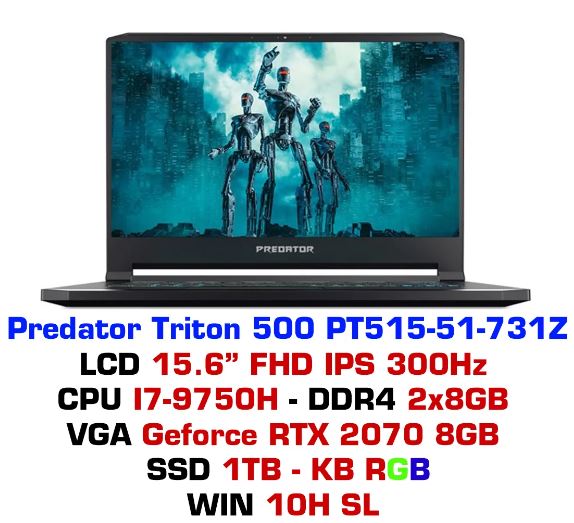 PREDATOR
Predator Triton 500 PT515-51-731Z
LCD 15.6” FHD IPS 300Hz
CPU I7-9750H - DDR4 2x8GB
VGA Geforce RTX 2070 8GB
SSD 1TB - KB RGB
WIN 10H SL